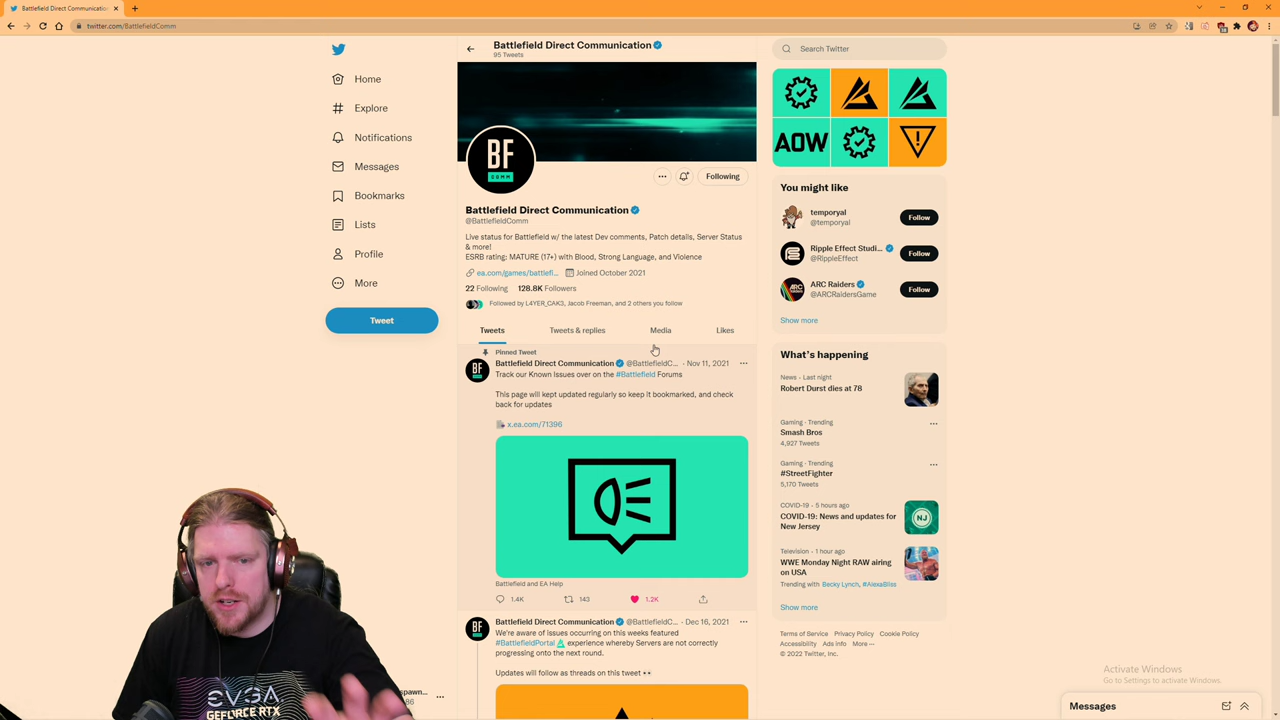 Battlefield Direct Communication
twitter.com/BattlefieldComm
Home
Explore
Notifications
Messages
Bookmarks
Lists
Profile
More
Tweet
Battlefield Direct Communication
95 Tweets
BF
COMM
Following
Battlefield Direct Communication
@BattlefieldComm
Live status for Battlefield w/ the latest Dev comments, Patch details, Server Status
& more!
ESRB rating: MATURE (17+) with Blood, Strong Language, and Violence
ea.com/games/battlefi... Joined October 2021
22 Following 128.8K Followers
Followed by L4YER_CAK3, Jacob Freeman, and 2 others you follow
Tweets Tweets & replies Media Likes
Pinned Tweet
BF
Battlefield Direct Communication @BattlefieldC... · Nov 11, 2021
Track our Known Issues over on the #Battlefield Forums
This page will kept updated regularly so keep it bookmarked, and check
back for updates
x.ea.com/71396
Battlefield and EA Help
1.4K 143 1.2K
BF
Battlefield Direct Communication @BattlefieldC... · Dec 16, 2021
We're aware of issues occurring on this weeks featured
#BattlefieldPortal experience whereby Servers are not correctly
progressing onto the next round.
Updates will follow as threads on this tweet
Search Twitter
AOW
You might like
temporyal
@temporyal
Follow
Ripple Effect Studi...
@RippleEffect
Follow
ARC Raiders
@ARCRaidersGame
Follow
Show more
What's happening
News · Last night
Robert Durst dies at 78
Gaming · Trending
Smash Bros
4,927 Tweets
Gaming · Trending
#StreetFighter
5,170 Tweets
COVID-19 · 5 hours ago
COVID-19: News and updates for
New Jersey
NJ
Television · 1 hour ago
WWE Monday Night RAW airing
on USA
Trending with Becky Lynch, #AlexaBliss
Show more
Terms of Service Privacy Policy Cookie Policy
Accessibility Ads info More ···
© 2022 Twitter, Inc.
Activate Windows
Go to Settings to activate Windows.
Messages
EVGA
GEFORCE RTX
spawn...
86